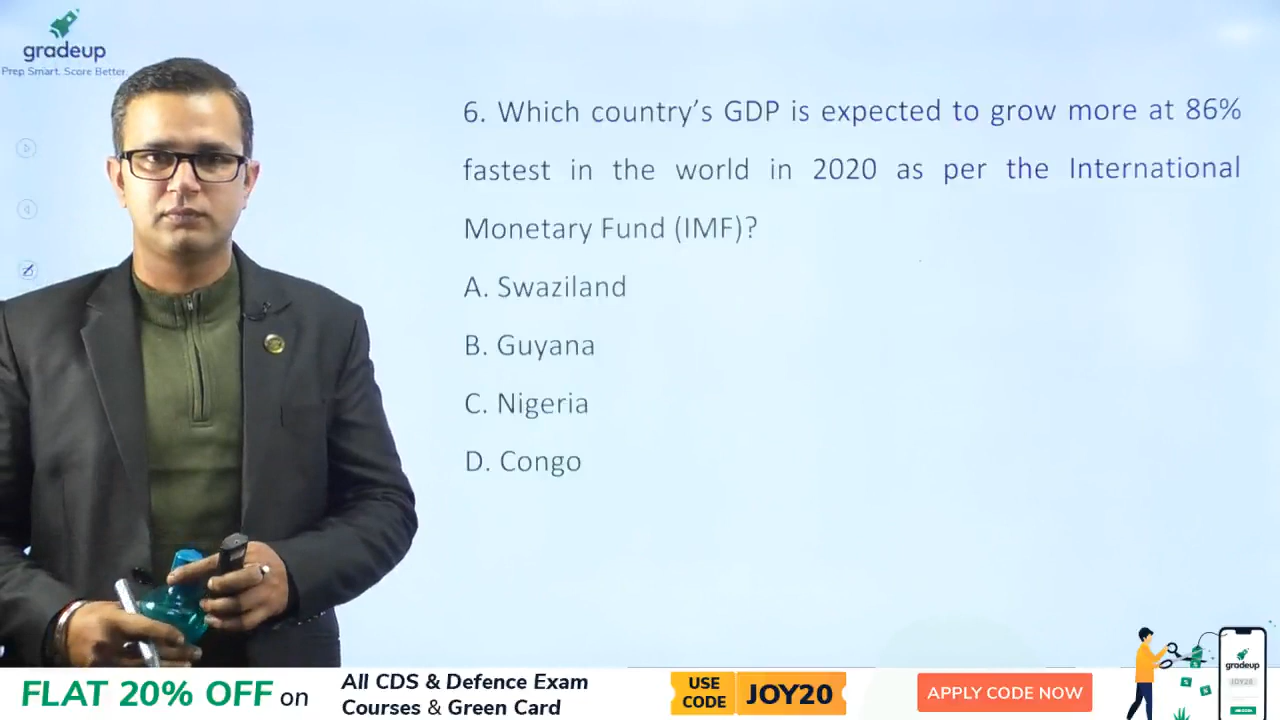 gradeup
Prep Smart. Score Better.
6. Which country’s GDP is expected to grow more at 86%
fastest in the world in 2020 as per the International
Monetary Fund (IMF)?
A. Swaziland
B. Guyana
C. Nigeria
D. Congo
FLAT 20% OFF on
All CDS & Defence Exam
Courses & Green Card
USE
CODE
JOY20
APPLY CODE NOW
gradeup
JOY20